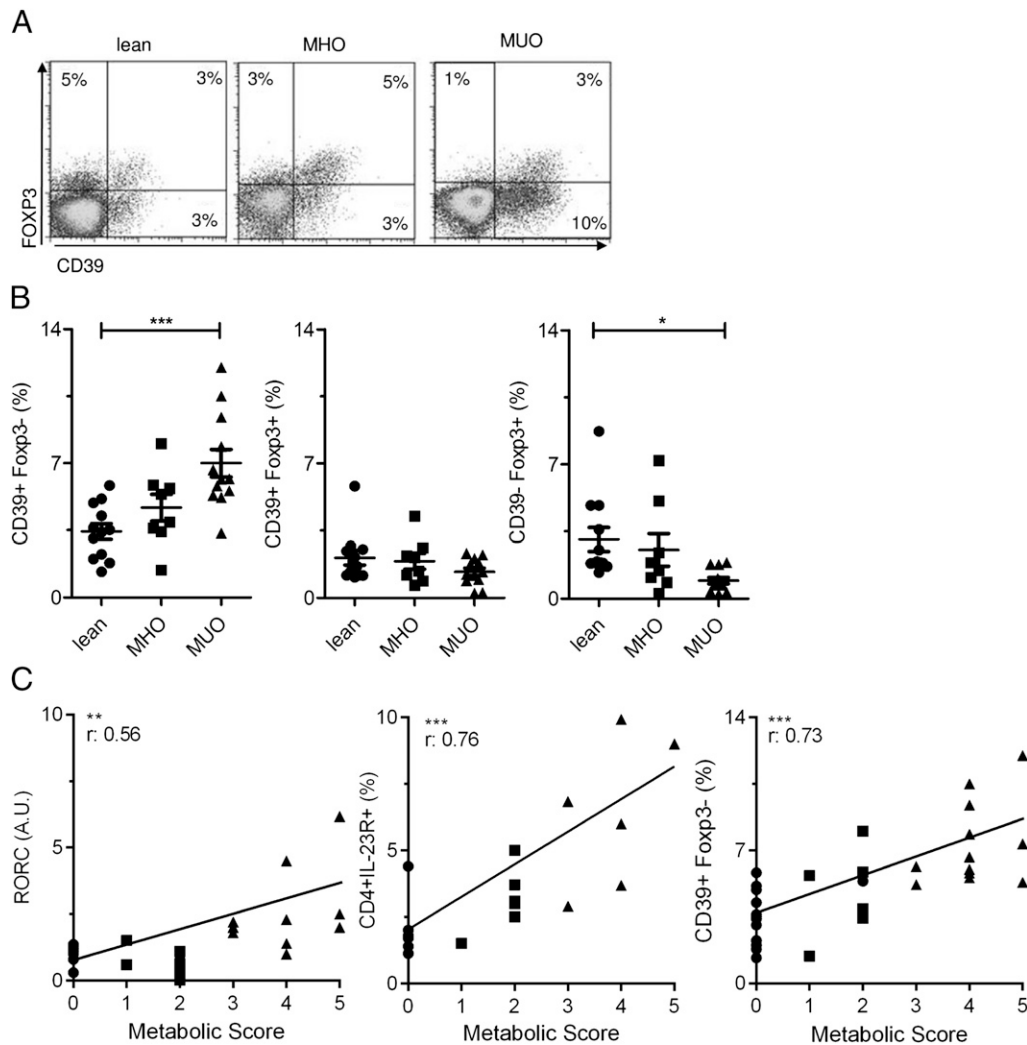 A
lean MHO MUO
5% 3% 3% 5% 1% 3%
3% 3% 10%
FOXP3
CD39
B
*** *
14 14 14
CD39+ Foxp3- (%) CD39+ Foxp3+ (%) CD39- Foxp3+ (%)
7 7 7
0 0 0
lean MHO MUO lean MHO MUO lean MHO MUO
C
10 ** 10 *** 14 ***
r: 0.56 r: 0.76 r: 0.73
RORC (A.U.) CD4+IL-23R+ (%) CD39+ Foxp3- (%)
5 5 7
0 0 0
0 1 2 3 4 5 0 1 2 3 4 5 0 1 2 3 4 5
Metabolic Score Metabolic Score Metabolic Score